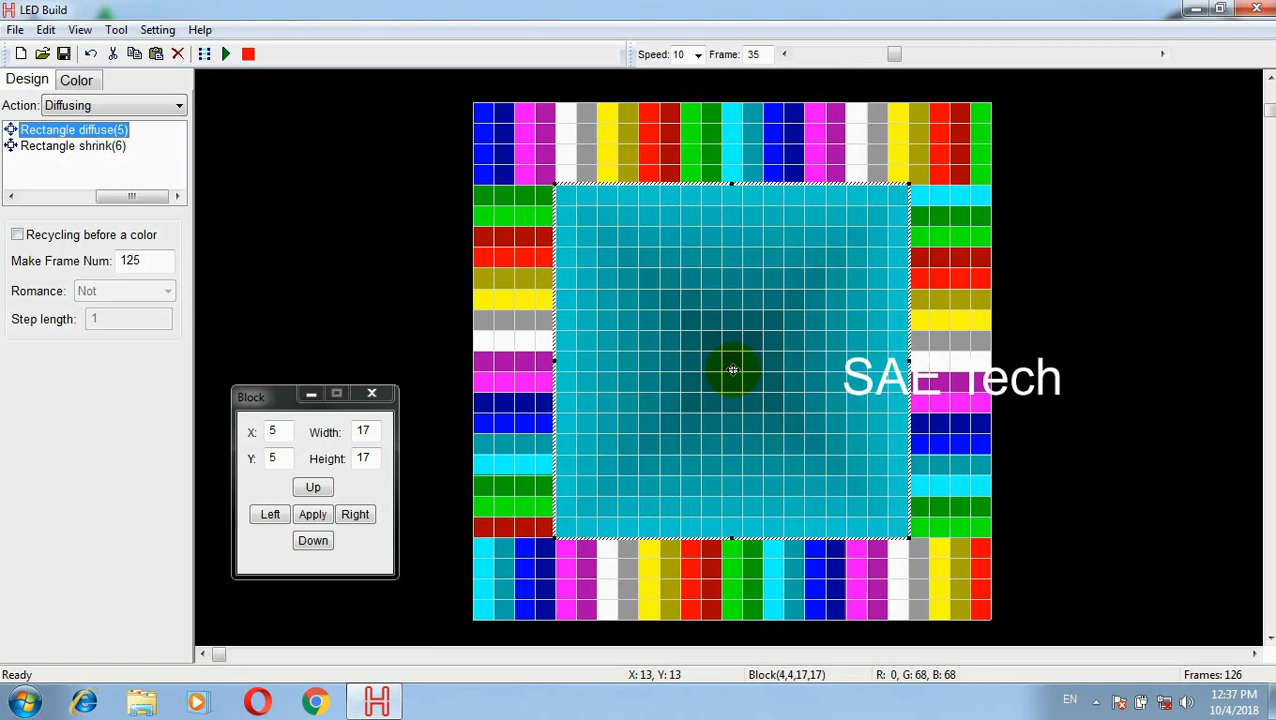 LED Build
File Edit View Tool Setting Help
Speed: 10 Frame: 35
Design Color
Action: Diffusing
Rectangle diffuse(5)
Rectangle shrink(6)
Recycling before a color
Make Frame Num: 125
Romance: Not
Step length: 1
SAE Tech
Block
X: 5 Width: 17
Y: 5 Height: 17
Up
Left Apply Right
Down
Ready X: 13, Y: 13 Block(4,4,17,17) R: 0, G: 68, B: 68 Frames: 126
EN 12:37 PM
10/4/2018